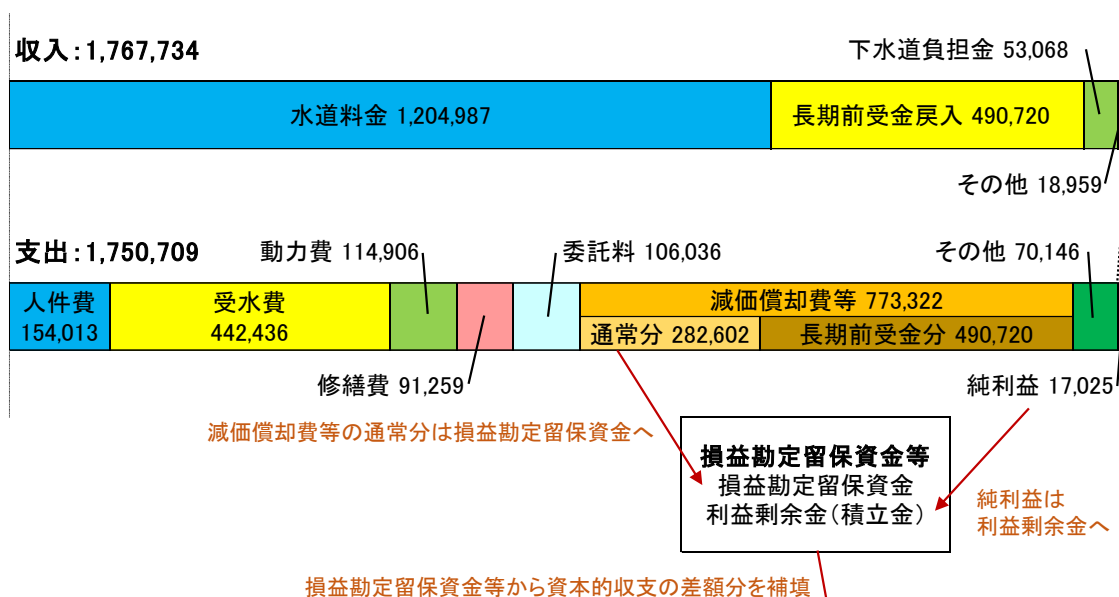 収入:1,767,734
下水道負担金 53,068
水道料金 1,204,987
長期前受金戻入 490,720
その他 18,959
支出:1,750,709
動力費 114,906
委託料 106,036
その他 70,146
人件費
154,013
受水費
442,436
減価償却費等 773,322
通常分 282,602
長期前受金分 490,720
修繕費 91,259
純利益 17,025
減価償却費等の通常分は損益勘定留保資金へ
損益勘定留保資金等
損益勘定留保資金
利益剰余金(積立金)
純利益は
利益剰余金へ
損益勘定留保資金等から資本的収支の差額分を補填